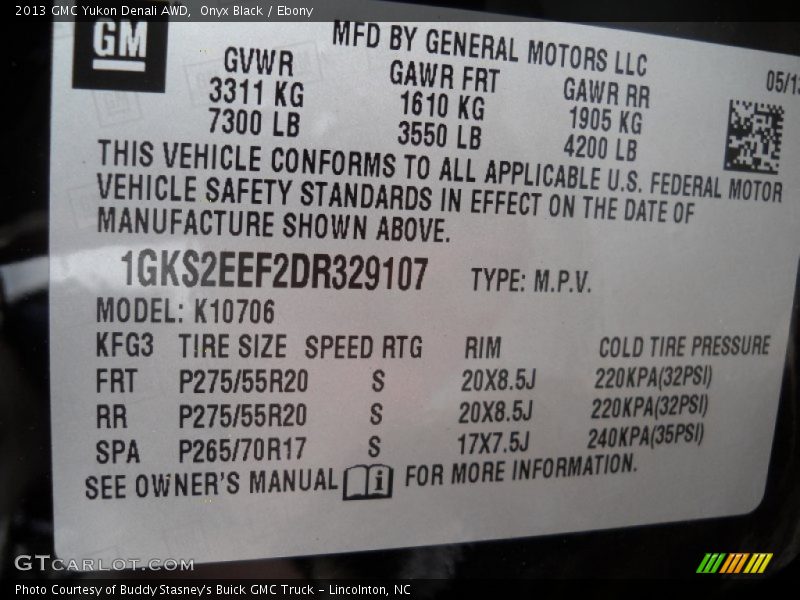 2013 GMC Yukon Denali AWD,  Onyx Black / Ebony
GM
MFD BY GENERAL MOTORS LLC
GVWR GAWR FRT GAWR RR 05/13
3311 KG 1610 KG 1905 KG
7300 LB 3550 LB 4200 LB
THIS VEHICLE CONFORMS TO ALL APPLICABLE U.S. FEDERAL MOTOR
VEHICLE SAFETY STANDARDS IN EFFECT ON THE DATE OF
MANUFACTURE SHOWN ABOVE.
1GKS2EEF2DR329107 TYPE: M.P.V.
MODEL: K10706
KFG3 TIRE SIZE SPEED RTG RIM COLD TIRE PRESSURE
FRT P275/55R20 S 20X8.5J 220KPA(32PSI)
RR P275/55R20 S 20X8.5J 220KPA(32PSI)
SPA P265/70R17 S 17X7.5J 240KPA(35PSI)
SEE OWNER'S MANUAL i FOR MORE INFORMATION.
GTCARLOT.COM
Photo Courtesy of Buddy Stasney's Buick GMC Truck - Lincolnton, NC